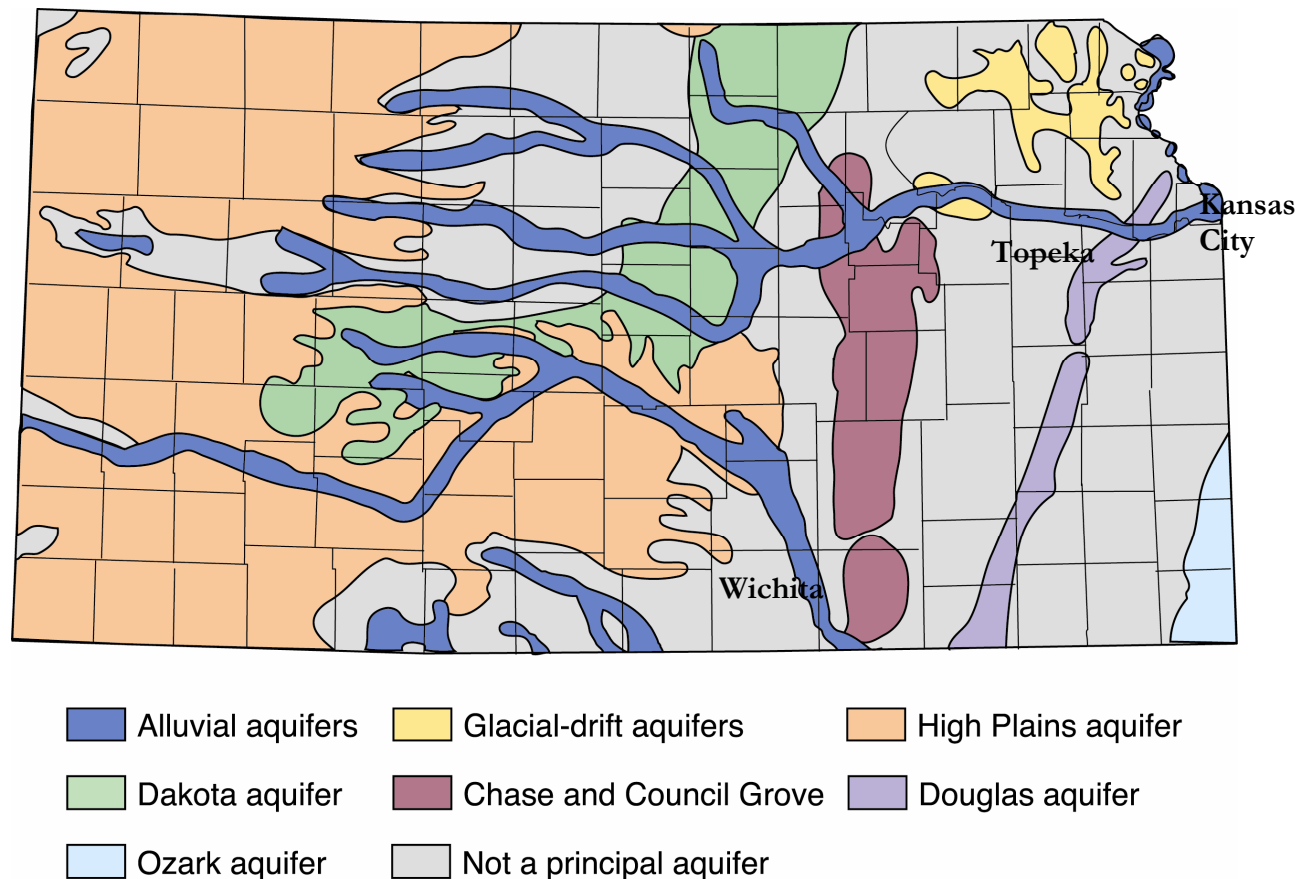 Kansas
City
Topeka
Wichita
Alluvial aquifers
Glacial-drift aquifers
High Plains aquifer
Dakota aquifer
Chase and Council Grove
Douglas aquifer
Ozark aquifer
Not a principal aquifer